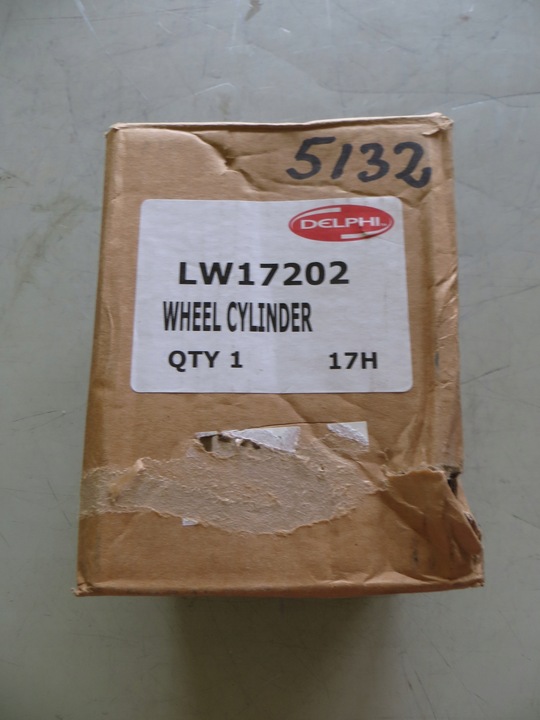 5132
DELPHI
LW17202
WHEEL CYLINDER
QTY 1 17H